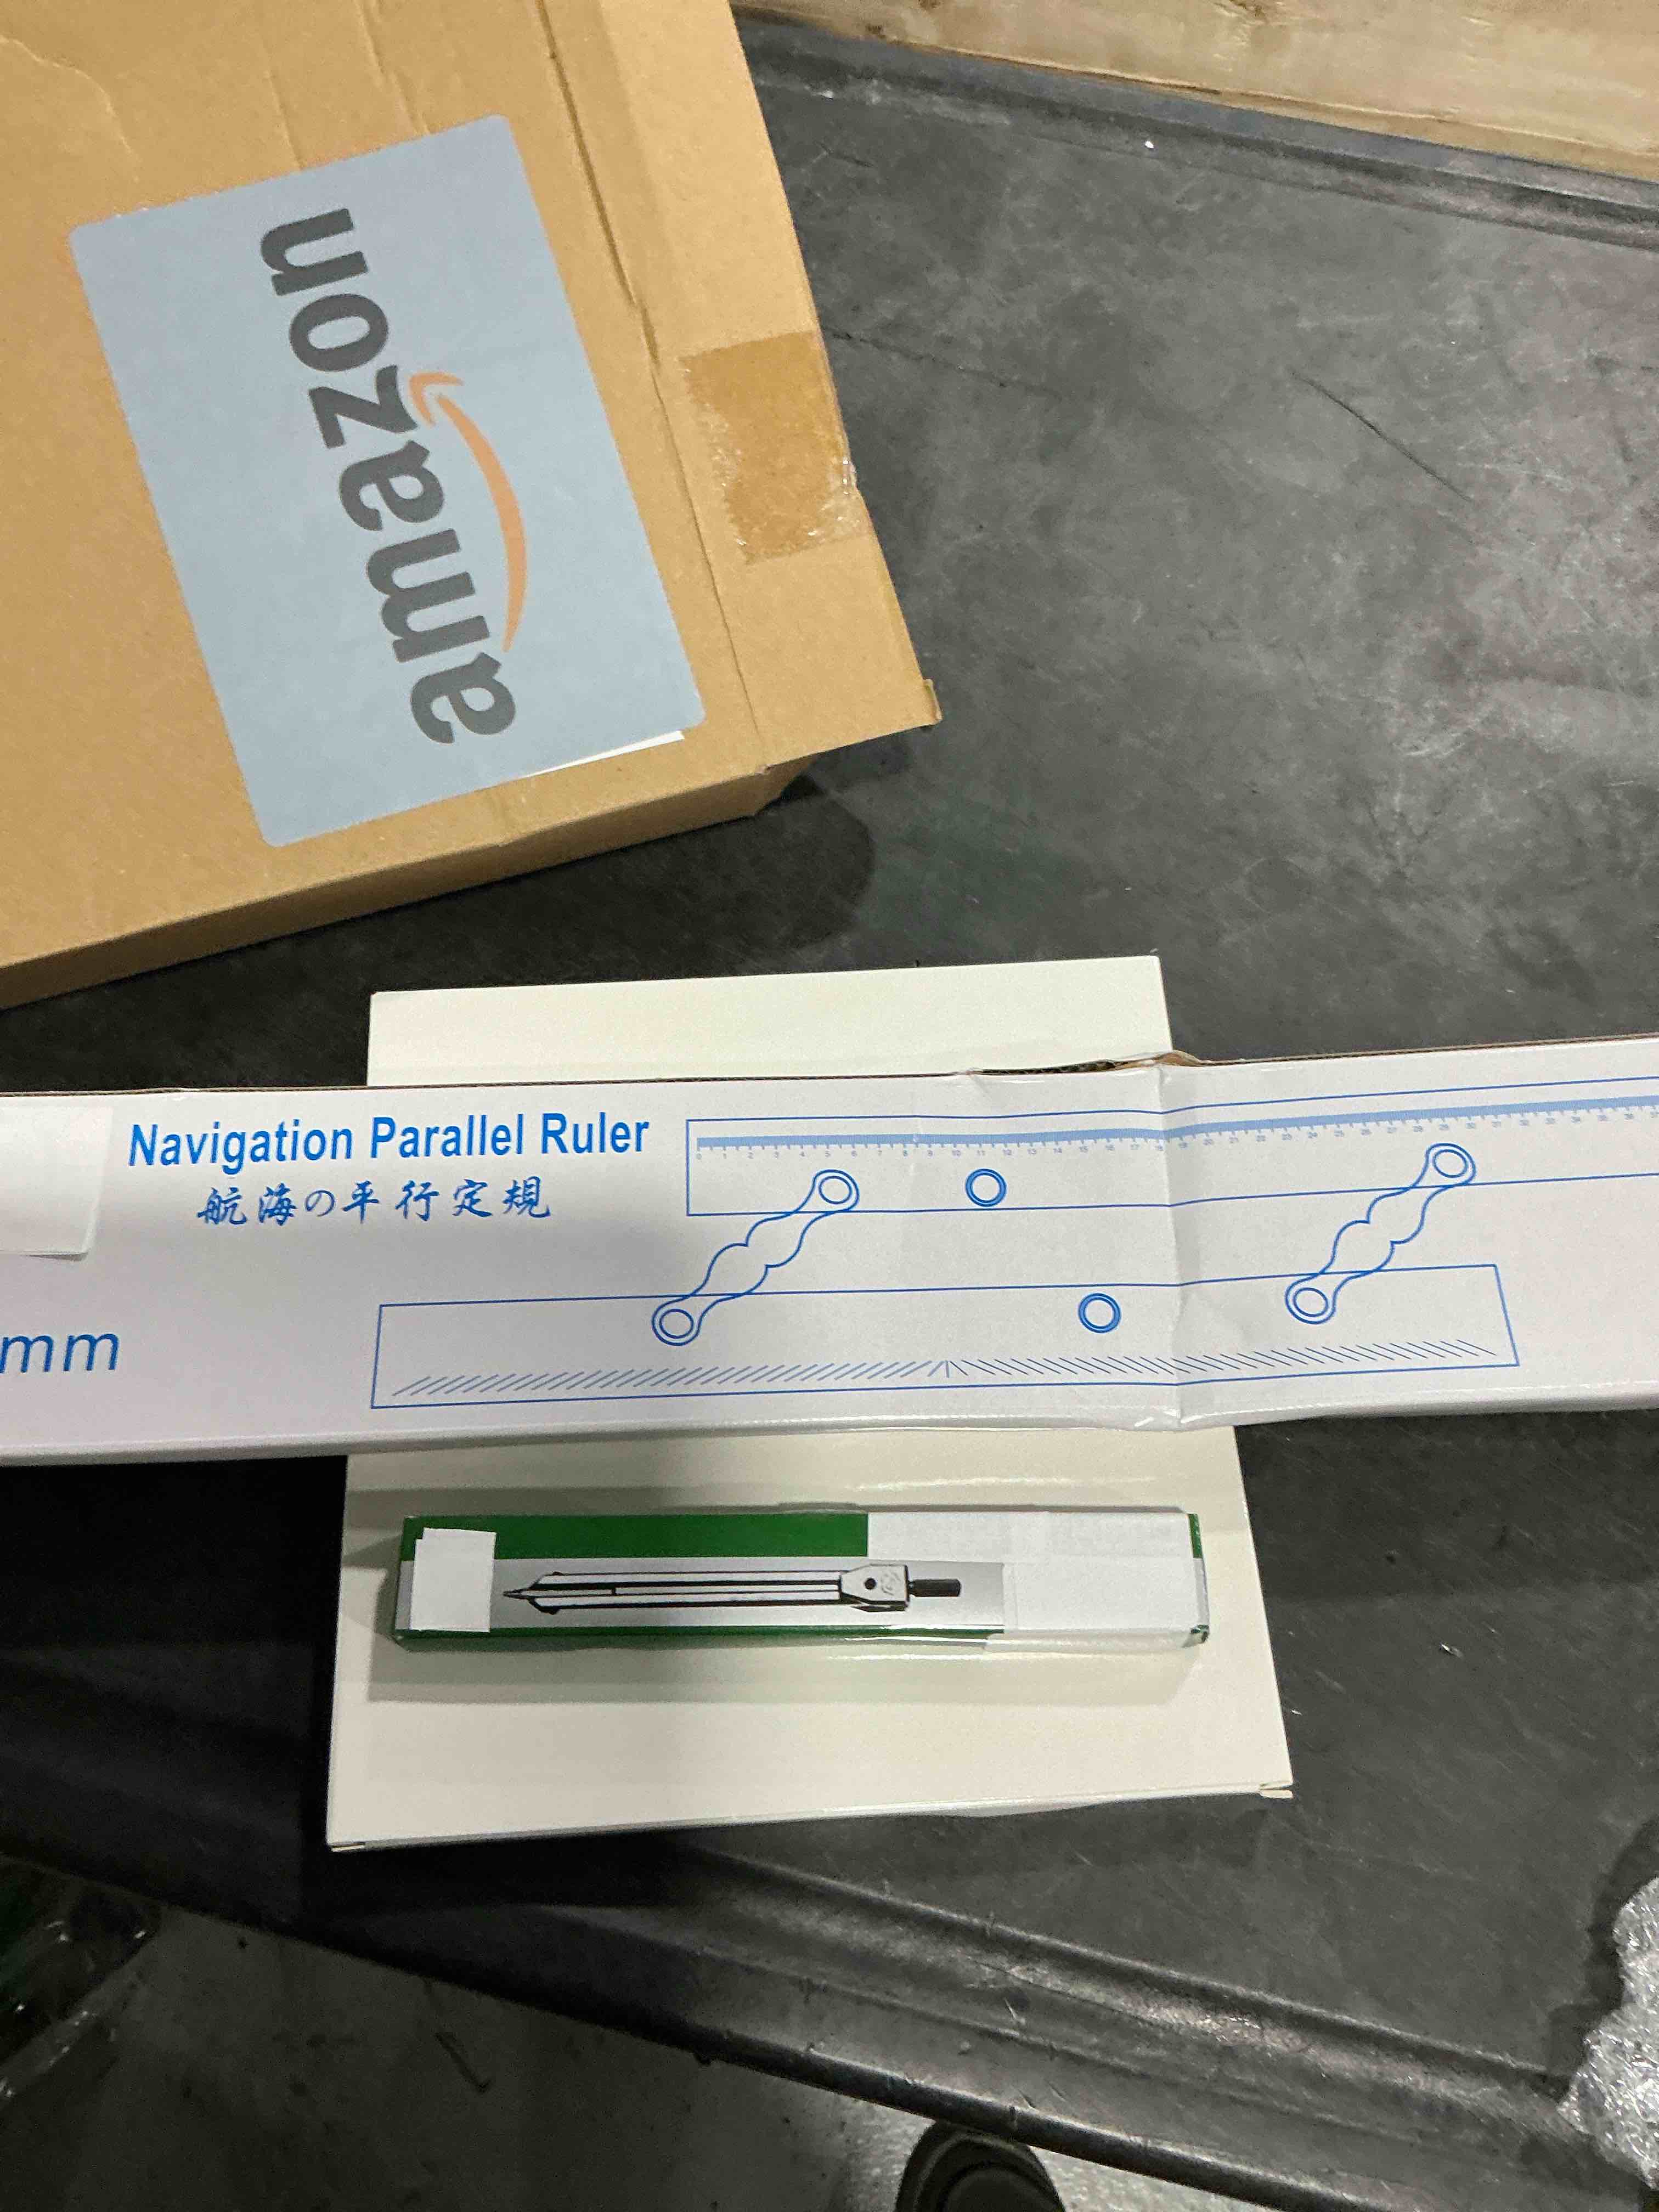 amazon
Navigation Parallel Ruler
航海の平行定規
mm